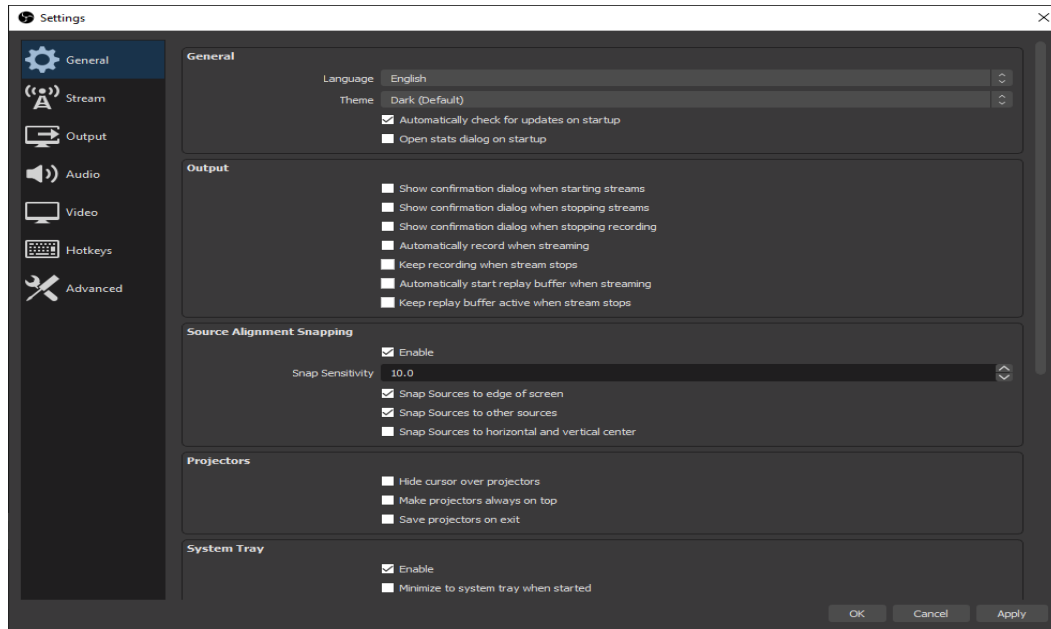 Settings
General
Stream
Output
Audio
Video
Hotkeys
Advanced
General
Language English
Theme Dark (Default)
Automatically check for updates on startup
Open stats dialog on startup
Output
Show confirmation dialog when starting streams
Show confirmation dialog when stopping streams
Show confirmation dialog when stopping recording
Automatically record when streaming
Keep recording when stream stops
Automatically start replay buffer when streaming
Keep replay buffer active when stream stops
Source Alignment Snapping
Enable
Snap Sensitivity 10.0
Snap Sources to edge of screen
Snap Sources to other sources
Snap Sources to horizontal and vertical center
Projectors
Hide cursor over projectors
Make projectors always on top
Save projectors on exit
System Tray
Enable
Minimize to system tray when started
OK Cancel Apply